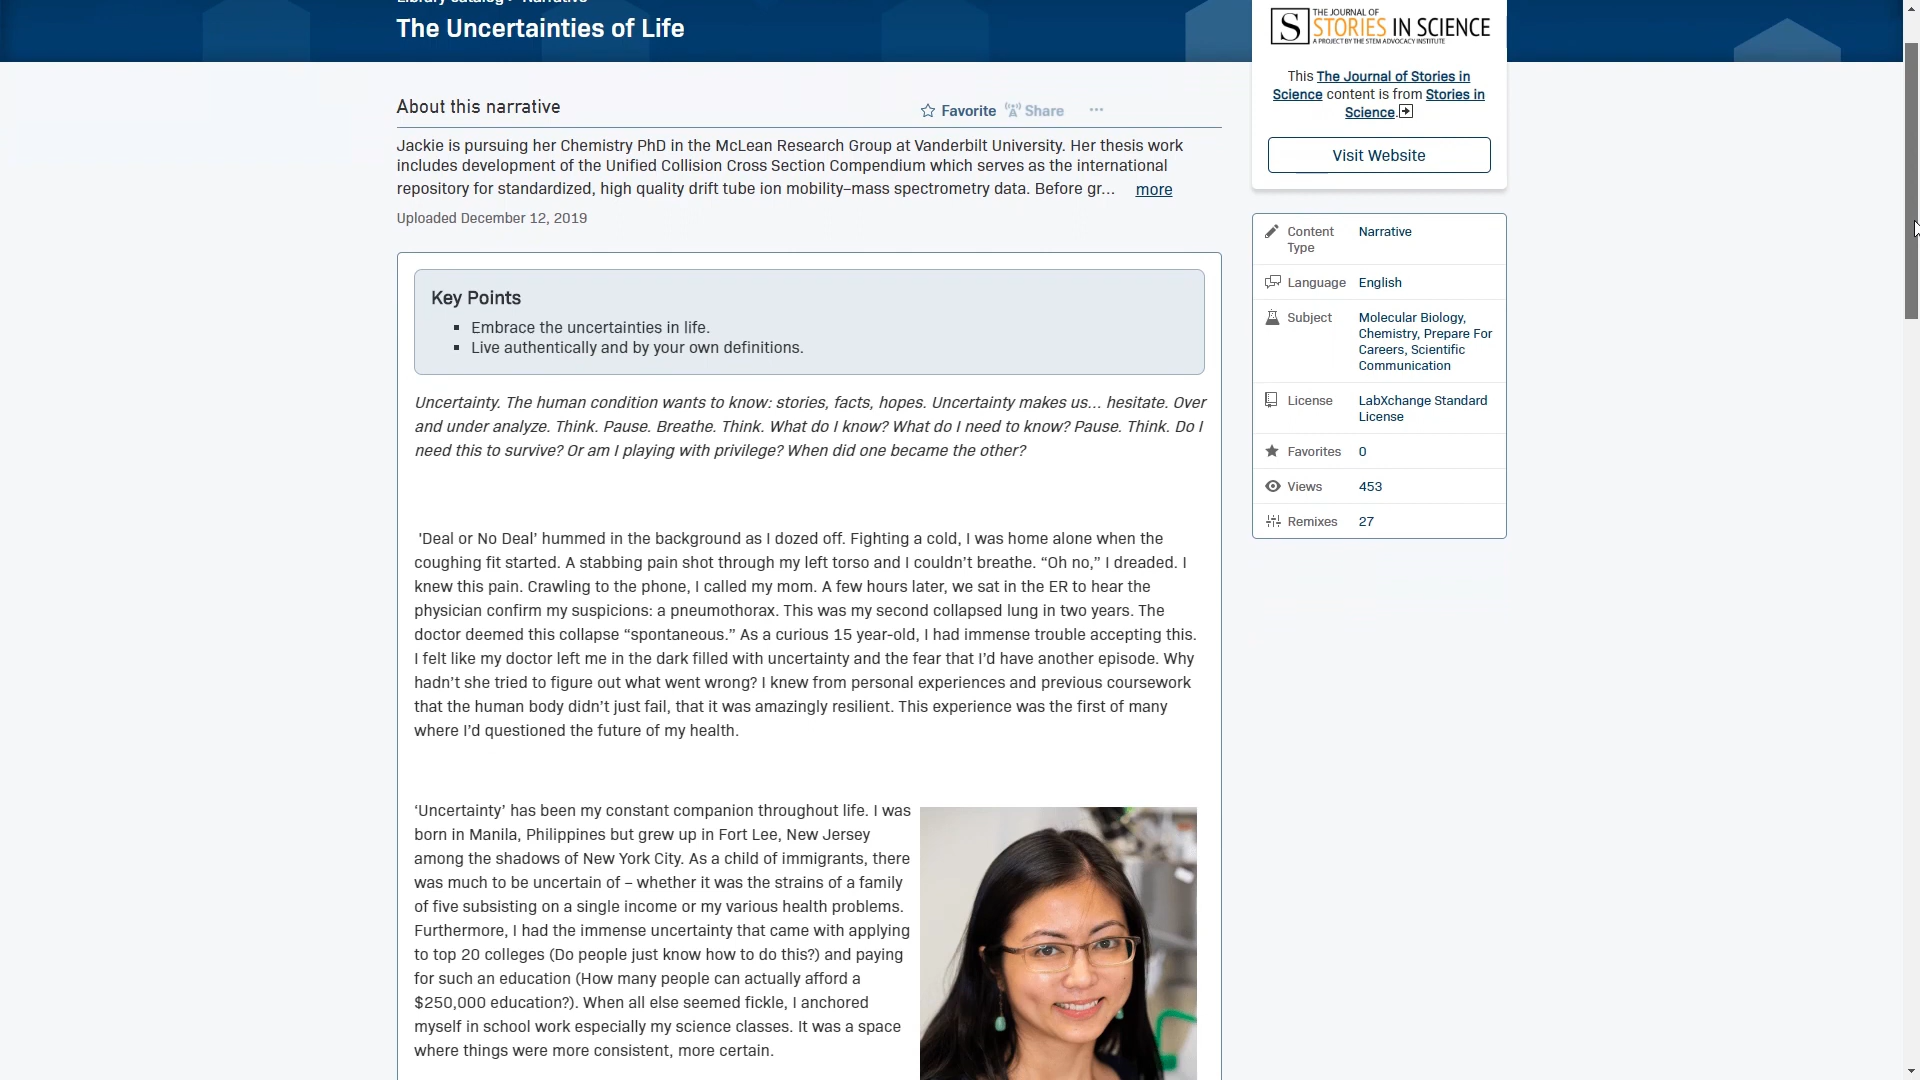 The Uncertainties of Life
THE JOURNAL OF
S STORIES IN SCIENCE
A PROJECT BY THE STEM ADVOCACY INSTITUTE
This The Journal of Stories in
Science content is from Stories in
Science.
Visit Website
About this narrative
Favorite Share ...
Jackie is pursuing her Chemistry PhD in the McLean Research Group at Vanderbilt University. Her thesis work
includes development of the Unified Collision Cross Section Compendium which serves as the international
repository for standardized, high quality drift tube ion mobility–mass spectrometry data. Before gr... more
Uploaded December 12, 2019
Key Points
▪ Embrace the uncertainties in life.
▪ Live authentically and by your own definitions.
Uncertainty. The human condition wants to know: stories, facts, hopes. Uncertainty makes us... hesitate. Over
and under analyze. Think. Pause. Breathe. Think. What do I know? What do I need to know? Pause. Think. Do I
need this to survive? Or am I playing with privilege? When did one became the other?
'Deal or No Deal’ hummed in the background as I dozed off. Fighting a cold, I was home alone when the
coughing fit started. A stabbing pain shot through my left torso and I couldn’t breathe. “Oh no,” I dreaded. I
knew this pain. Crawling to the phone, I called my mom. A few hours later, we sat in the ER to hear the
physician confirm my suspicions: a pneumothorax. This was my second collapsed lung in two years. The
doctor deemed this collapse “spontaneous.” As a curious 15 year-old, I had immense trouble accepting this.
I felt like my doctor left me in the dark filled with uncertainty and the fear that I’d have another episode. Why
hadn’t she tried to figure out what went wrong? I knew from personal experiences and previous coursework
that the human body didn’t just fail, that it was amazingly resilient. This experience was the first of many
where I’d questioned the future of my health.
‘Uncertainty’ has been my constant companion throughout life. I was
born in Manila, Philippines but grew up in Fort Lee, New Jersey
among the shadows of New York City. As a child of immigrants, there
was much to be uncertain of – whether it was the strains of a family
of five subsisting on a single income or my various health problems.
Furthermore, I had the immense uncertainty that came with applying
to top 20 colleges (Do people just know how to do this?) and paying
for such an education (How many people can actually afford a
$250,000 education?). When all else seemed fickle, I anchored
myself in school work especially my science classes. It was a space
where things were more consistent, more certain.
Content Type Narrative
Language English
Subject Molecular Biology,
Chemistry, Prepare For
Careers, Scientific
Communication
License LabXchange Standard
License
Favorites 0
Views 453
Remixes 27